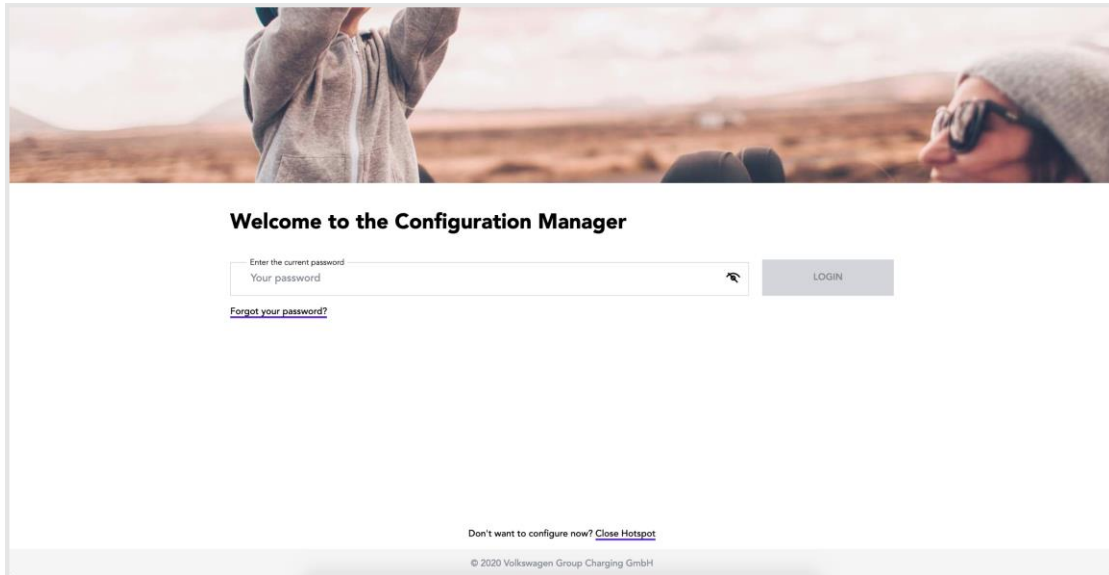 Welcome to the Configuration Manager
Enter the current password
Your password
LOGIN
Forgot your password?
Don't want to configure now? Close Hotspot
© 2020 Volkswagen Group Charging GmbH